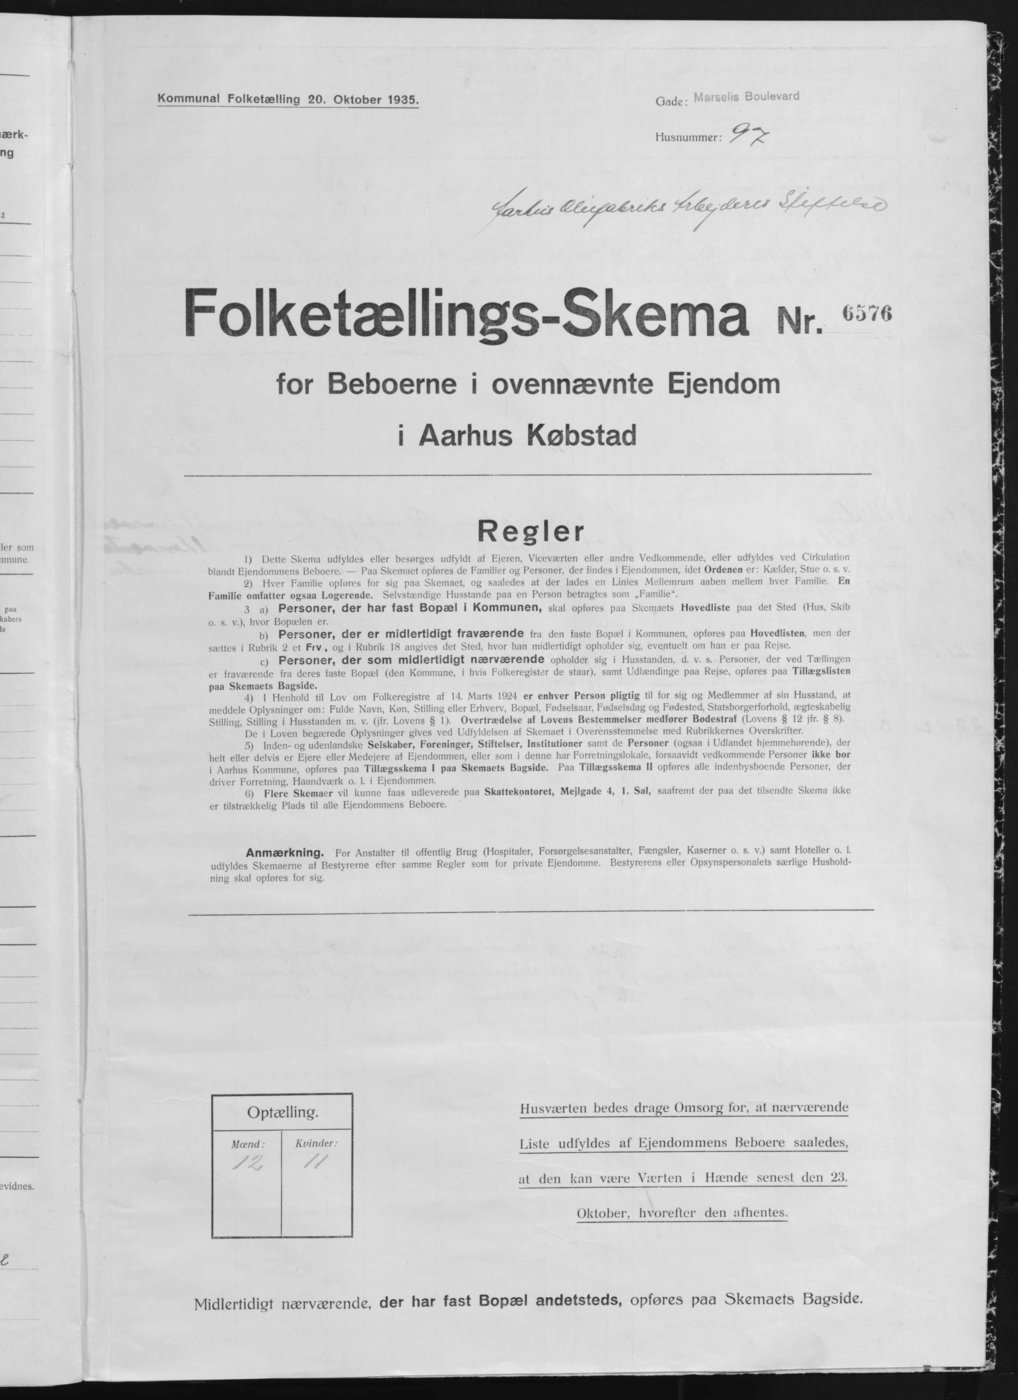 Kommunal Folketælling 20. Oktober 1935.
Gade: Marselis Boulevard
Husnummer: 97
Aarhus Oliefabriks Arbejderes Stiftelse
Folketællings-Skema Nr. 6576
for Beboerne i ovennævnte Ejendom
i Aarhus Købstad
Regler
1) Dette Skema udfyldes eller besørges udfyldt af Ejeren, Viceværten eller andre Vedkommende, eller udfyldes ved Cirkulation
blandt Ejendommens Beboere. — Paa Skemaet opføres de Familier og Personer, der findes i Ejendommen, idet Ordenen er: Kælder, Stue o. s. v.
2) Hver Familie opføres for sig paa Skemaet, og saaledes at der lades en Linies Mellemrum aaben mellem hver Familie. En
Familie omfatter ogsaa Logerende. Selvstændige Husstande paa en Person betragtes som „Familie“.
3 a) Personer, der har fast Bopæl i Kommunen, skal opføres paa Skemaets Hovedliste paa det Sted (Hus, Skib
o. s. v.), hvor Bopælen er.
b) Personer, der er midlertidigt fraværende fra den faste Bopæl i Kommunen, opføres paa Hovedlisten, men der
sættes i Rubrik 2 et Frv., og i Rubrik 18 angives det Sted, hvor han midlertidigt opholder sig, eventuelt om han er paa Rejse.
c) Personer, der som midlertidigt nærværende opholder sig i Husstanden, d. v. s. Personer, der ved Tællingen
er fraværende fra deres faste Bopæl (den Kommune, i hvis Folkeregister de staar), samt Udlændinge paa Rejse, opføres paa Tillægslisten
paa Skemaets Bagside.
4) I Henhold til Lov om Folkeregistre af 14. Marts 1924 er enhver Person pligtig til for sig og Medlemmer af sin Husstand, at
meddele Oplysninger om: Fulde Navn, Køn, Stilling eller Erhverv, Bopæl, Fødselsaar, Fødselsdag og Fødested, Statsborgerforhold, ægteskabelig
Stilling, Stilling i Husstanden m. v. (jfr. Lovens § 1). Overtrædelse af Lovens Bestemmelser medfører Bødestraf (Lovens § 12 jfr. § 8).
De i Loven begærede Oplysninger gives ved Udfyldelsen af Skemaet i Overensstemmelse med Rubrikkernes Overskrifter.
5) Inden- og udenlandske Selskaber, Foreninger, Stiftelser, Institutioner samt de Personer (ogsaa i Udlandet hjemmehørende), der
helt eller delvis er Ejere eller Medejere af Ejendommen, eller som i denne har Forretningslokale, forsaavidt vedkommende Personer ikke bor
i Aarhus Kommune, opføres paa Tillægsskema I paa Skemaets Bagside. Paa Tillægsskema II opføres alle indenbysboende Personer, der
driver Forretning, Haandværk o. l. i Ejendommen.
6) Flere Skemaer vil kunne faas udleverede paa Skattekontoret, Mejlgade 4, 1. Sal, saafremt der paa det tilsendte Skema ikke
er tilstrækkelig Plads til alle Ejendommens Beboere.
Anmærkning. For Anstalter til offentlig Brug (Hospitaler, Forsørgelsesanstalter, Fængsler, Kaserner o. s. v.) samt Hoteller o. l.
udfyldes Skemaerne af Bestyrerne efter samme Regler som for private Ejendomme. Bestyrerens eller Opsynspersonalets særlige Hushold-
ning skal opføres for sig.
Optælling.
Mænd: Kvinder:
12 11
Husværten bedes drage Omsorg for, at nærværende
Liste udfyldes af Ejendommens Beboere saaledes,
at den kan være Værten i Hænde senest den 23.
Oktober, hvorefter den afhentes.
Midlertidigt nærværende, der har fast Bopæl andetsteds, opføres paa Skemaets Bagside.